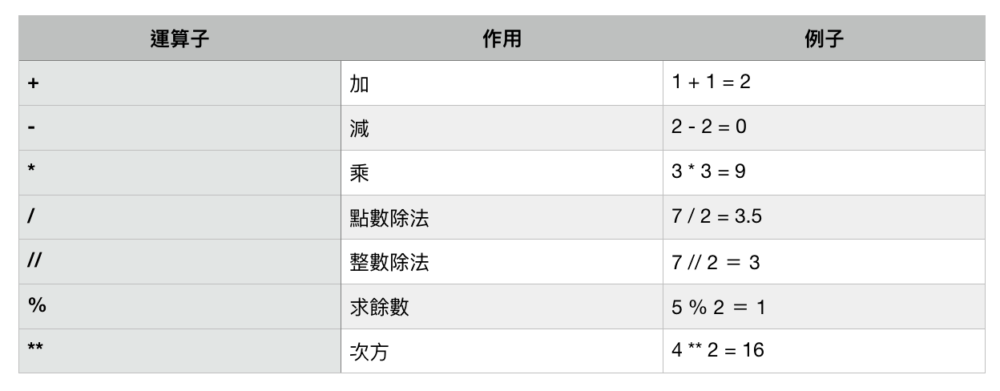 運算子 作用 例子
+ 加 1 + 1 = 2
- 減 2 - 2 = 0
* 乘 3 * 3 = 9
/ 點數除法 7 / 2 = 3.5
// 整數除法 7 // 2 ＝ 3
% 求餘數 5 % 2 ＝ 1
** 次方 4 ** 2 = 16